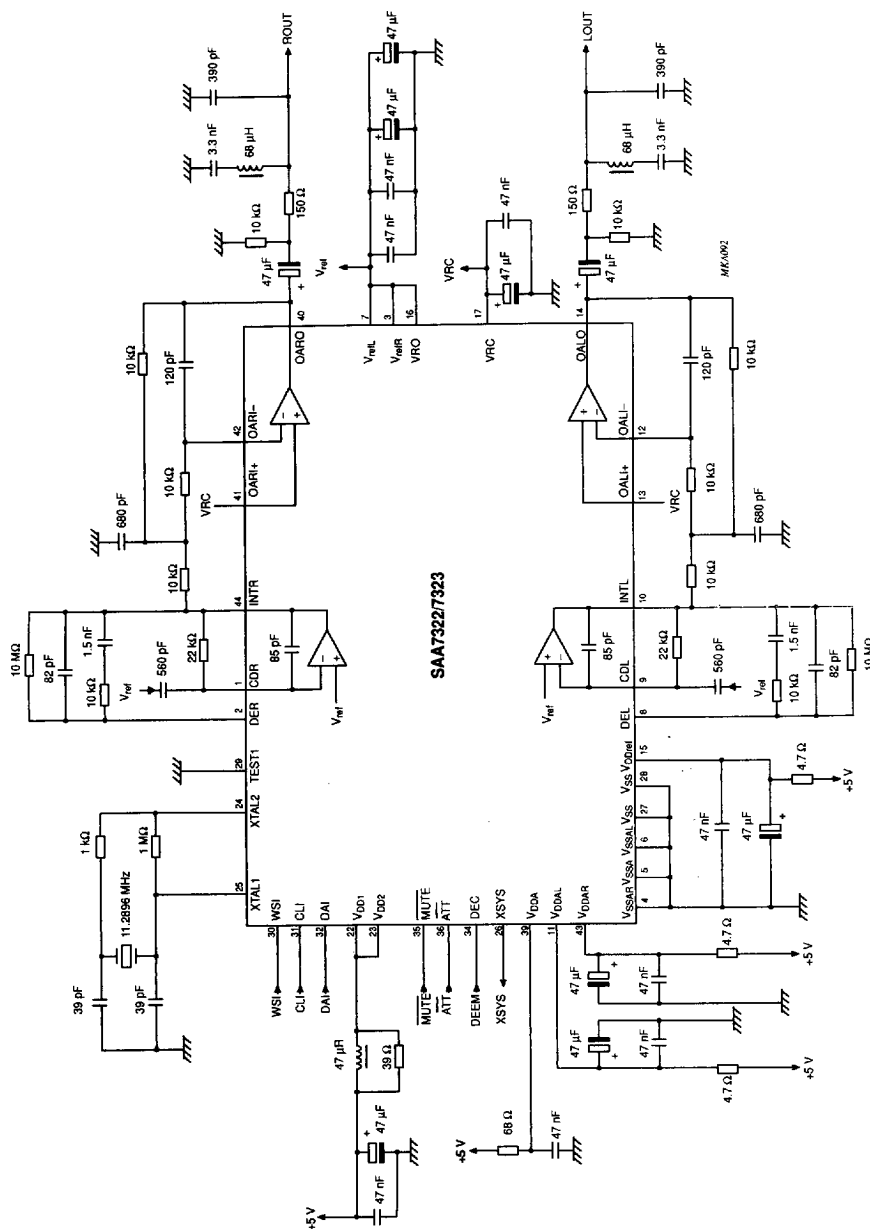 ROUT
390 pF
3.3 nF
68 µH
150 Ω
10 kΩ
47 µF
+
47 µF
+
47 µF
+
47 nF
47 nF
Vref
47 nF
VRC
47 µF
+
LOUT
390 pF
3.3 nF
68 µH
150 Ω
10 kΩ
47 µF
+
MKA092
40
OARO
7
VrefL
3
VrefR
16
VRO
17
VRC
14
OALO
10 kΩ
120 pF
42
OARI−
−
+
41
OARI+
VRC
10 kΩ
680 pF
10 kΩ
120 pF
10 kΩ
12
OALI−
+
−
OALI+
13
VRC
10 kΩ
680 pF
10 kΩ
SAA7322/7323
44
INTR
10 MΩ
82 pF
1.5 nF
10 kΩ
22 kΩ
560 pF
Vref
1
CDR
2
DER
85 pF
−
+
Vref
INTL
10
85 pF
+
−
Vref
CDL
9
22 kΩ
560 pF
Vref
1.5 nF
10 kΩ
82 pF
10 MΩ
DEL
8
29
TEST1
24
XTAL2
25
XTAL1
1 kΩ
1 MΩ
11.2896 MHz
39 pF
39 pF
VDDref
15
VSS
28
VSS
27
VSSAL
6
VSSA
5
VSSAR
4
47 nF
47 µF
+
4.7 Ω
+5 V
WSI
30
WSI
CLI
31
CLI
DAI
32
DAI
22
VDD1
23
VDD2
MUTE
35
MUTE
ATT
36
ATT
DEEM
34
DEC
XSYS
26
XSYS
39
VDDA
11
VDDAL
43
VDDAR
39 Ω
47 µF
+
47 nF
+5 V
68 Ω
47 nF
+5 V
47 µF
+
47 nF
4.7 Ω
+5 V
47 µF
+
47 nF
4.7 Ω
+5 V